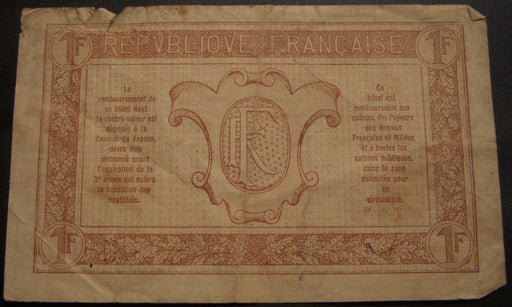 1F
REPVBLIQVE FRANÇAISE
1F
Le
remboursement de
ce billet dont
la contre-valeur est
déposée à la
Banque de France,
devra être
demandé avant
l'expiration de la
2e année qui suivra
la cessation des
hostilités.
RF
Ce
billet est
remboursable aux
caisses des Payeurs
des Armées
Française et Alliées
et à toutes les
caisses publiques,
dans la zone
délimitée pour
sa
circulation.
1F
1F